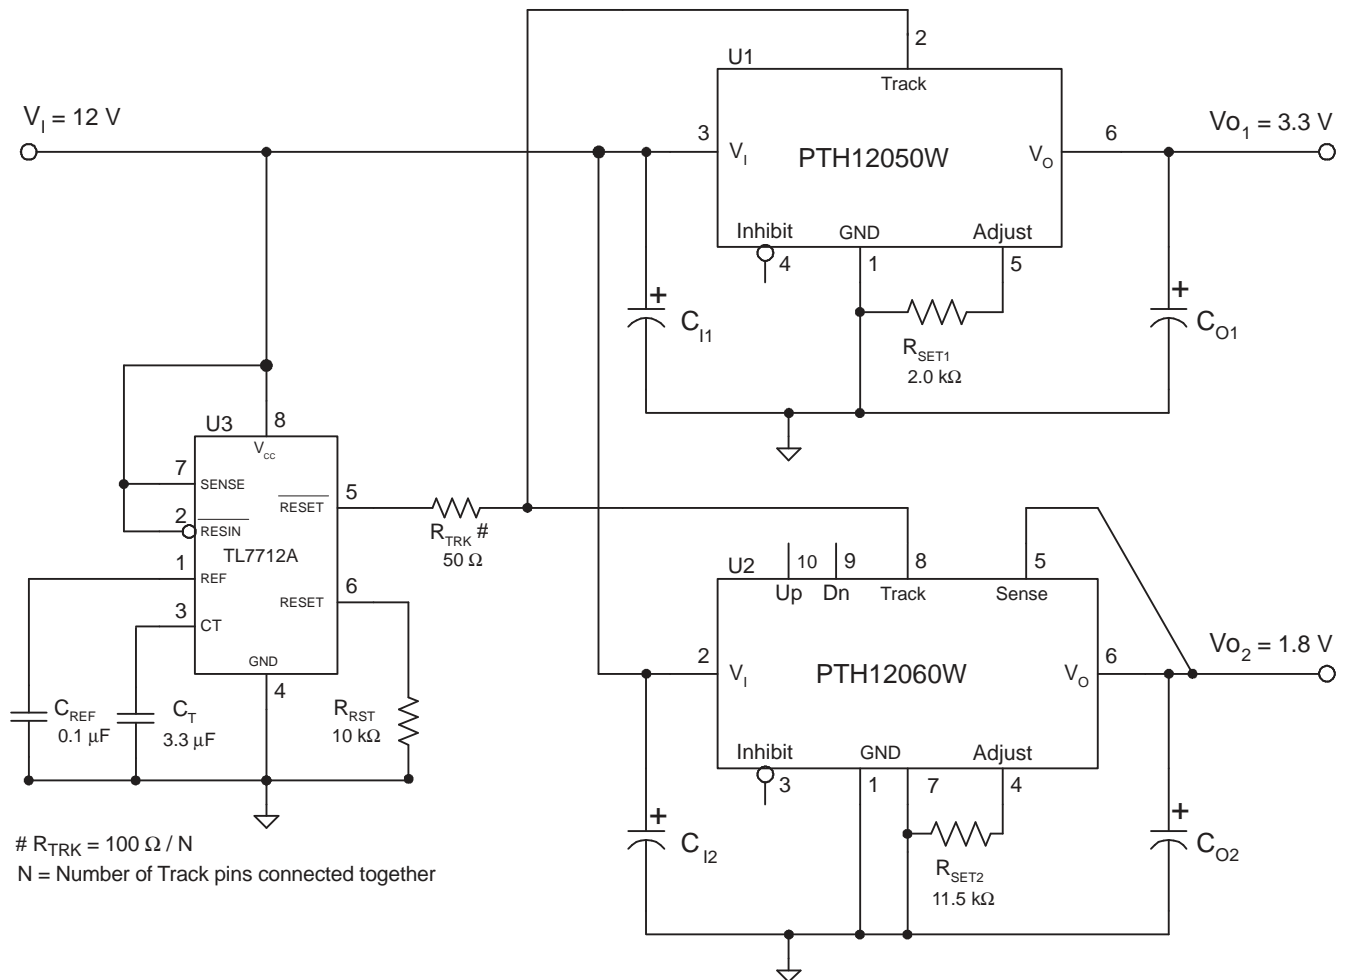 V_I = 12 V
U1
2
Track
3
V_I
PTH12050W
V_O
6
Vo_1 = 3.3 V
Inhibit
4
GND
1
Adjust
5
+
C_I1
R_SET1
2.0 kΩ
+
C_O1
U3
8
V_cc
7
SENSE
2
RESIN
TL7712A
1
REF
3
CT
RESET
5
RESET
6
GND
4
R_TRK #
50 Ω
C_REF
0.1 μF
C_T
3.3 μF
R_RST
10 kΩ
U2
10
Up
9
Dn
8
Track
5
Sense
2
V_I
PTH12060W
V_O
6
Vo_2 = 1.8 V
Inhibit
3
GND
1
7
Adjust
4
+
C_I2
R_SET2
11.5 kΩ
+
C_O2
# R_TRK = 100 Ω / N
N = Number of Track pins connected together